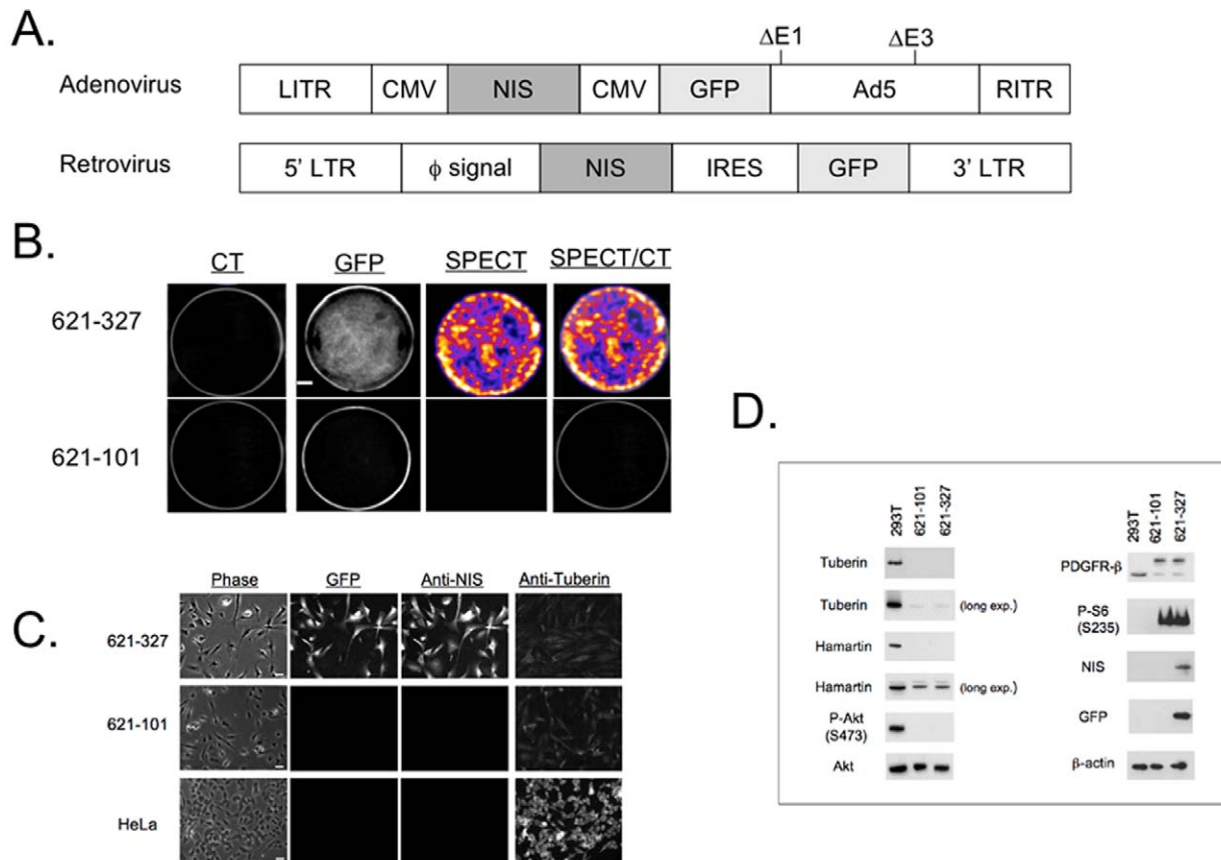 A.
ΔE1 ΔE3
Adenovirus LITR CMV NIS CMV GFP Ad5 RITR
Retrovirus 5' LTR ϕ signal NIS IRES GFP 3' LTR
B.
CT GFP SPECT SPECT/CT
621-327
621-101
C.
Phase GFP Anti-NIS Anti-Tuberin
621-327
621-101
HeLa
D.
293T 621-101 621-327
Tuberin
Tuberin (long exp.)
Hamartin
Hamartin (long exp.)
P-Akt
(S473)
Akt
293T 621-101 621-327
PDGFR-β
P-S6
(S235)
NIS
GFP
β-actin